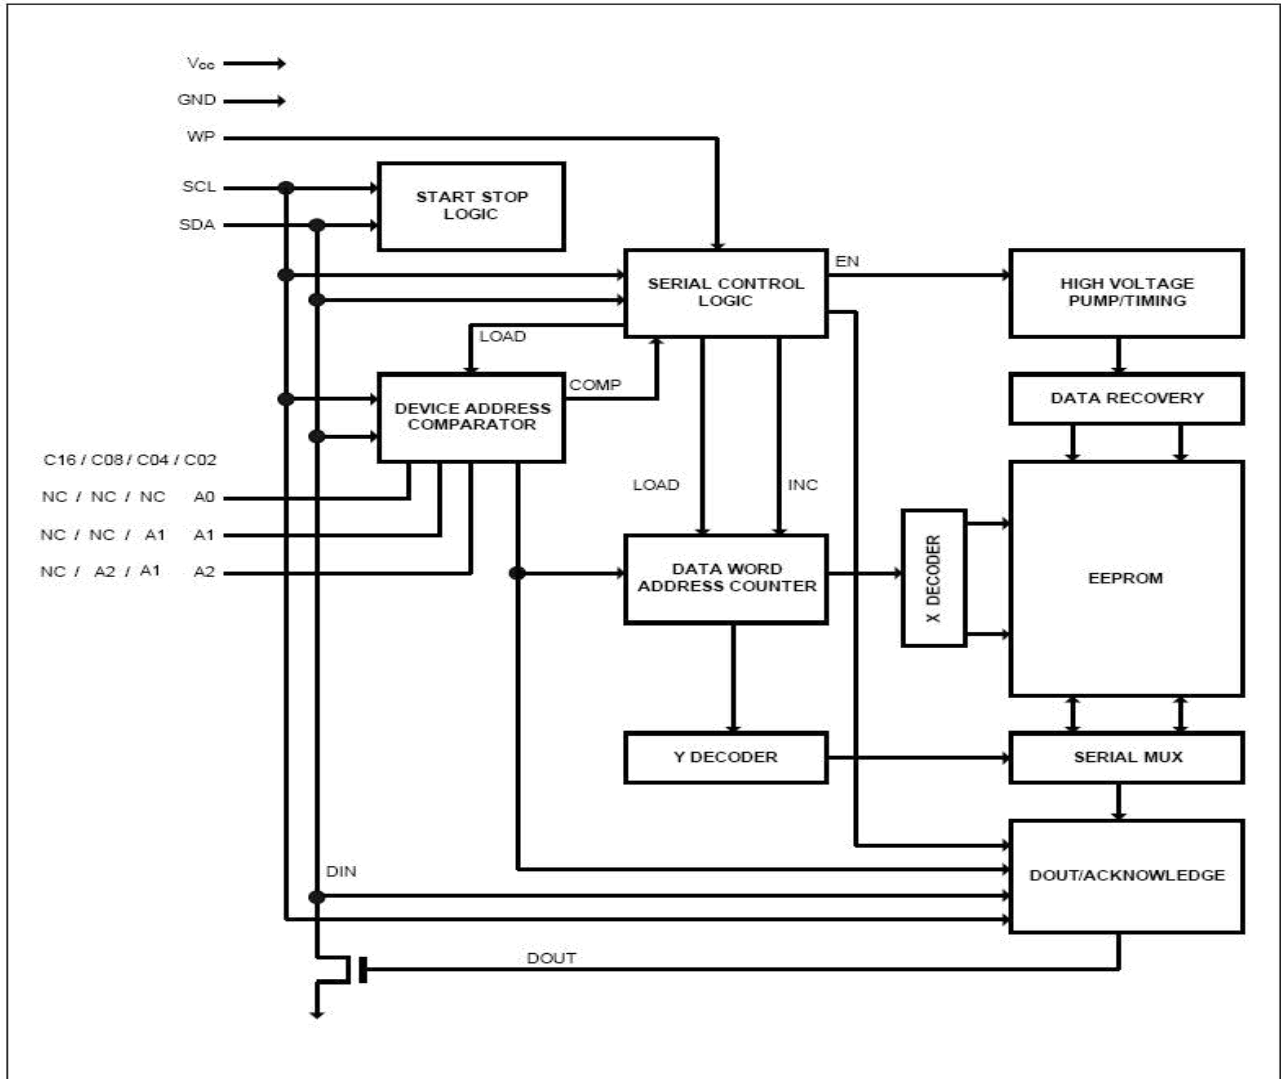 Vcc
GND
WP
SCL
SDA
START STOP
LOGIC
SERIAL CONTROL
LOGIC
EN
HIGH VOLTAGE
PUMP/TIMING
LOAD
COMP
DEVICE ADDRESS
COMPARATOR
DATA RECOVERY
C16 / C08 / C04 / C02
NC / NC / NC A0
NC / NC / A1 A1
NC / A2 / A1 A2
LOAD
INC
DATA WORD
ADDRESS COUNTER
X DECODER
EEPROM
Y DECODER
SERIAL MUX
DIN
DOUT/ACKNOWLEDGE
DOUT